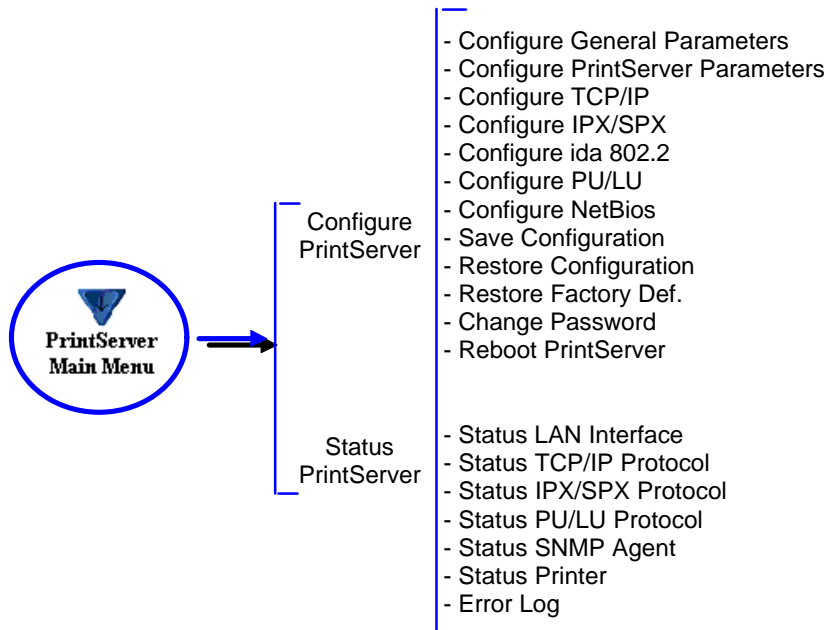 PrintServer
Main Menu
Configure
PrintServer
- Configure General Parameters
- Configure PrintServer Parameters
- Configure TCP/IP
- Configure IPX/SPX
- Configure ida 802.2
- Configure PU/LU
- Configure NetBios
- Save Configuration
- Restore Configuration
- Restore Factory Def.
- Change Password
- Reboot PrintServer
Status
PrintServer
- Status LAN Interface
- Status TCP/IP Protocol
- Status IPX/SPX Protocol
- Status PU/LU Protocol
- Status SNMP Agent
- Status Printer
- Error Log